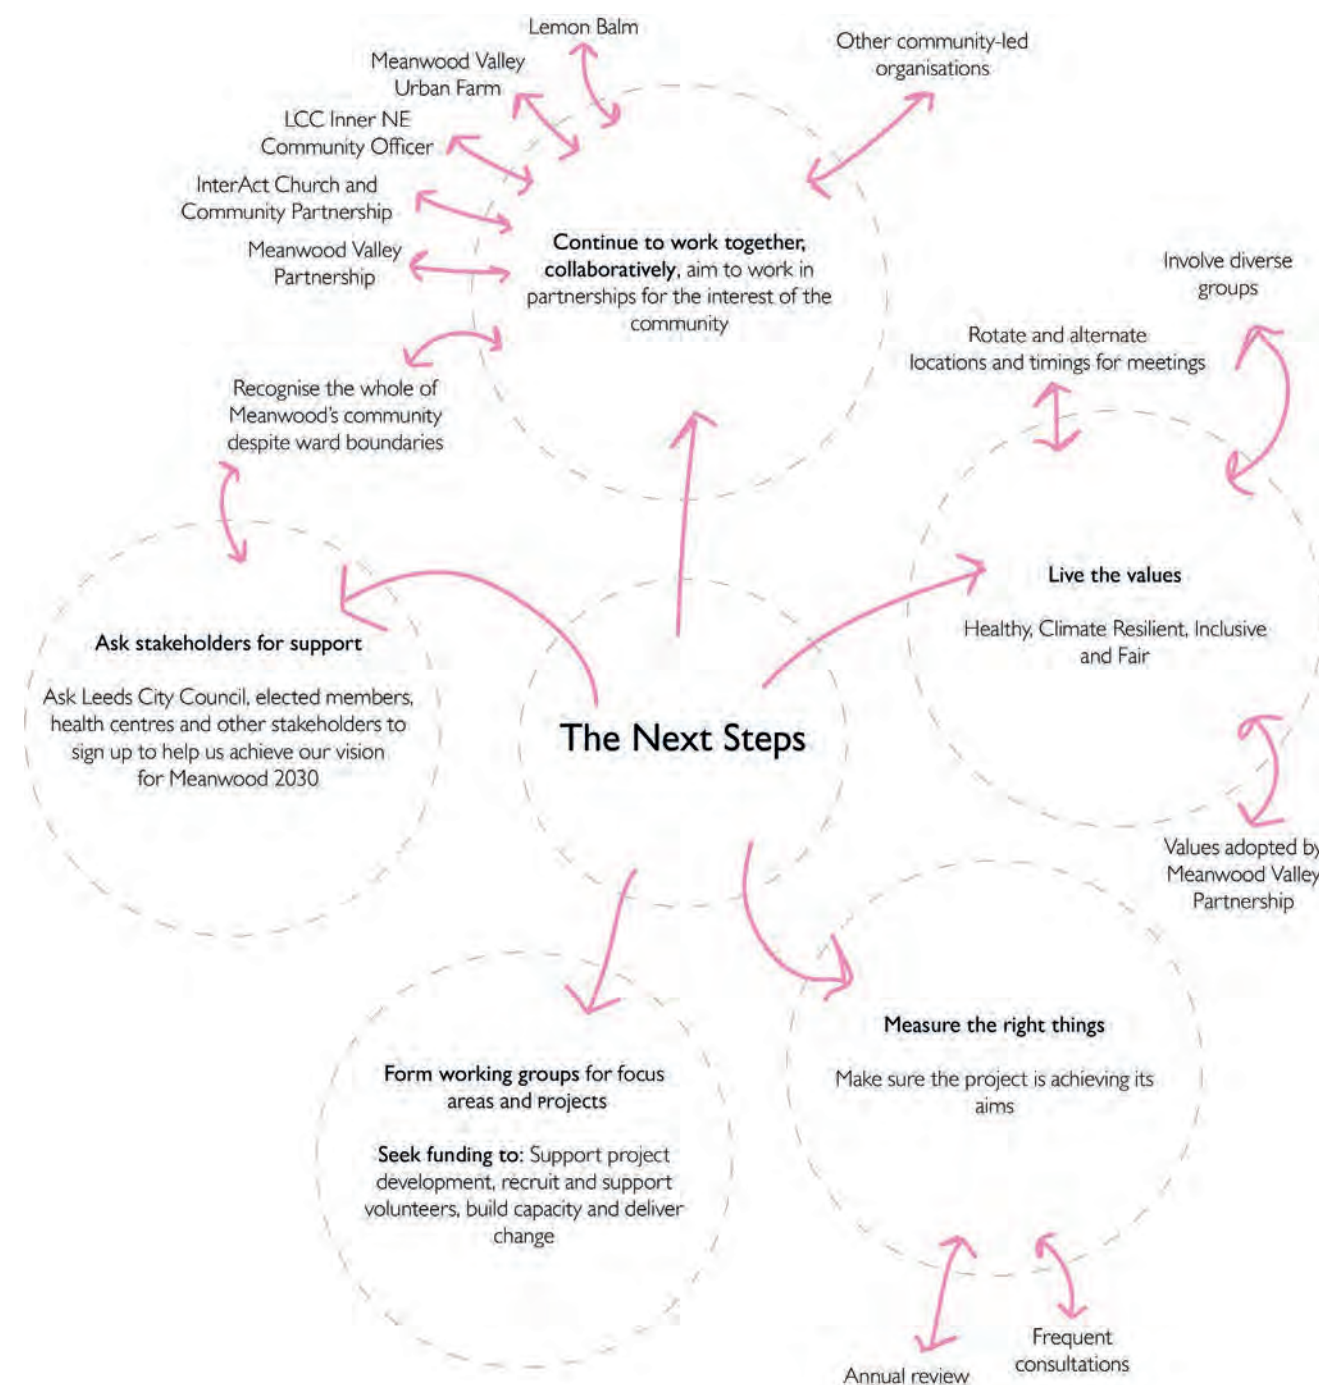 Lemon Balm
Meanwood Valley
Urban Farm
LCC Inner NE
Community Officer
InterAct Church and
Community Partnership
Meanwood Valley
Partnership
Recognise the whole of
Meanwood's community
despite ward boundaries
Other community-led
organisations
Continue to work together,
collaboratively, aim to work in
partnerships for the interest of the
community
Involve diverse
groups
Rotate and alternate
locations and timings for meetings
Live the values
Healthy, Climate Resilient, Inclusive
and Fair
Values adopted by
Meanwood Valley
Partnership
Ask stakeholders for support
Ask Leeds City Council, elected members,
health centres and other stakeholders to
sign up to help us achieve our vision
for Meanwood 2030
The Next Steps
Measure the right things
Make sure the project is achieving its
aims
Form working groups for focus
areas and projects
Seek funding to: Support project
development, recruit and support
volunteers, build capacity and deliver
change
Annual review
Frequent
consultations